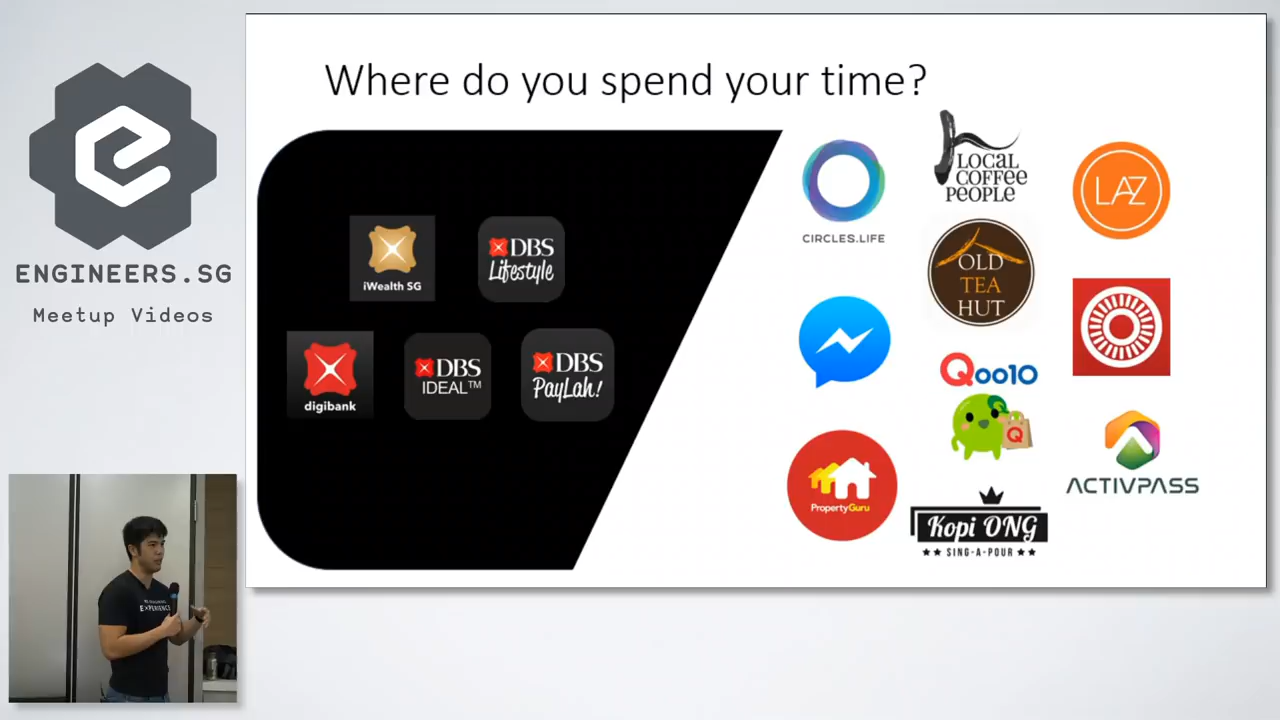 ENGINEERS.SG
Meetup Videos
Where do you spend your time?
iWealth SG
DBS
Lifestyle
digibank
DBS
IDEAL™
DBS
PayLah!
CIRCLES.LIFE
LOCAL
COFFEE
PEOPLE
LAZ
OLD
TEA
HUT
Qoo10
Q
PropertyGuru
ACTIVPASS
Kopi ONG
★★ SING-A-POUR ★★
EXPERIENCE